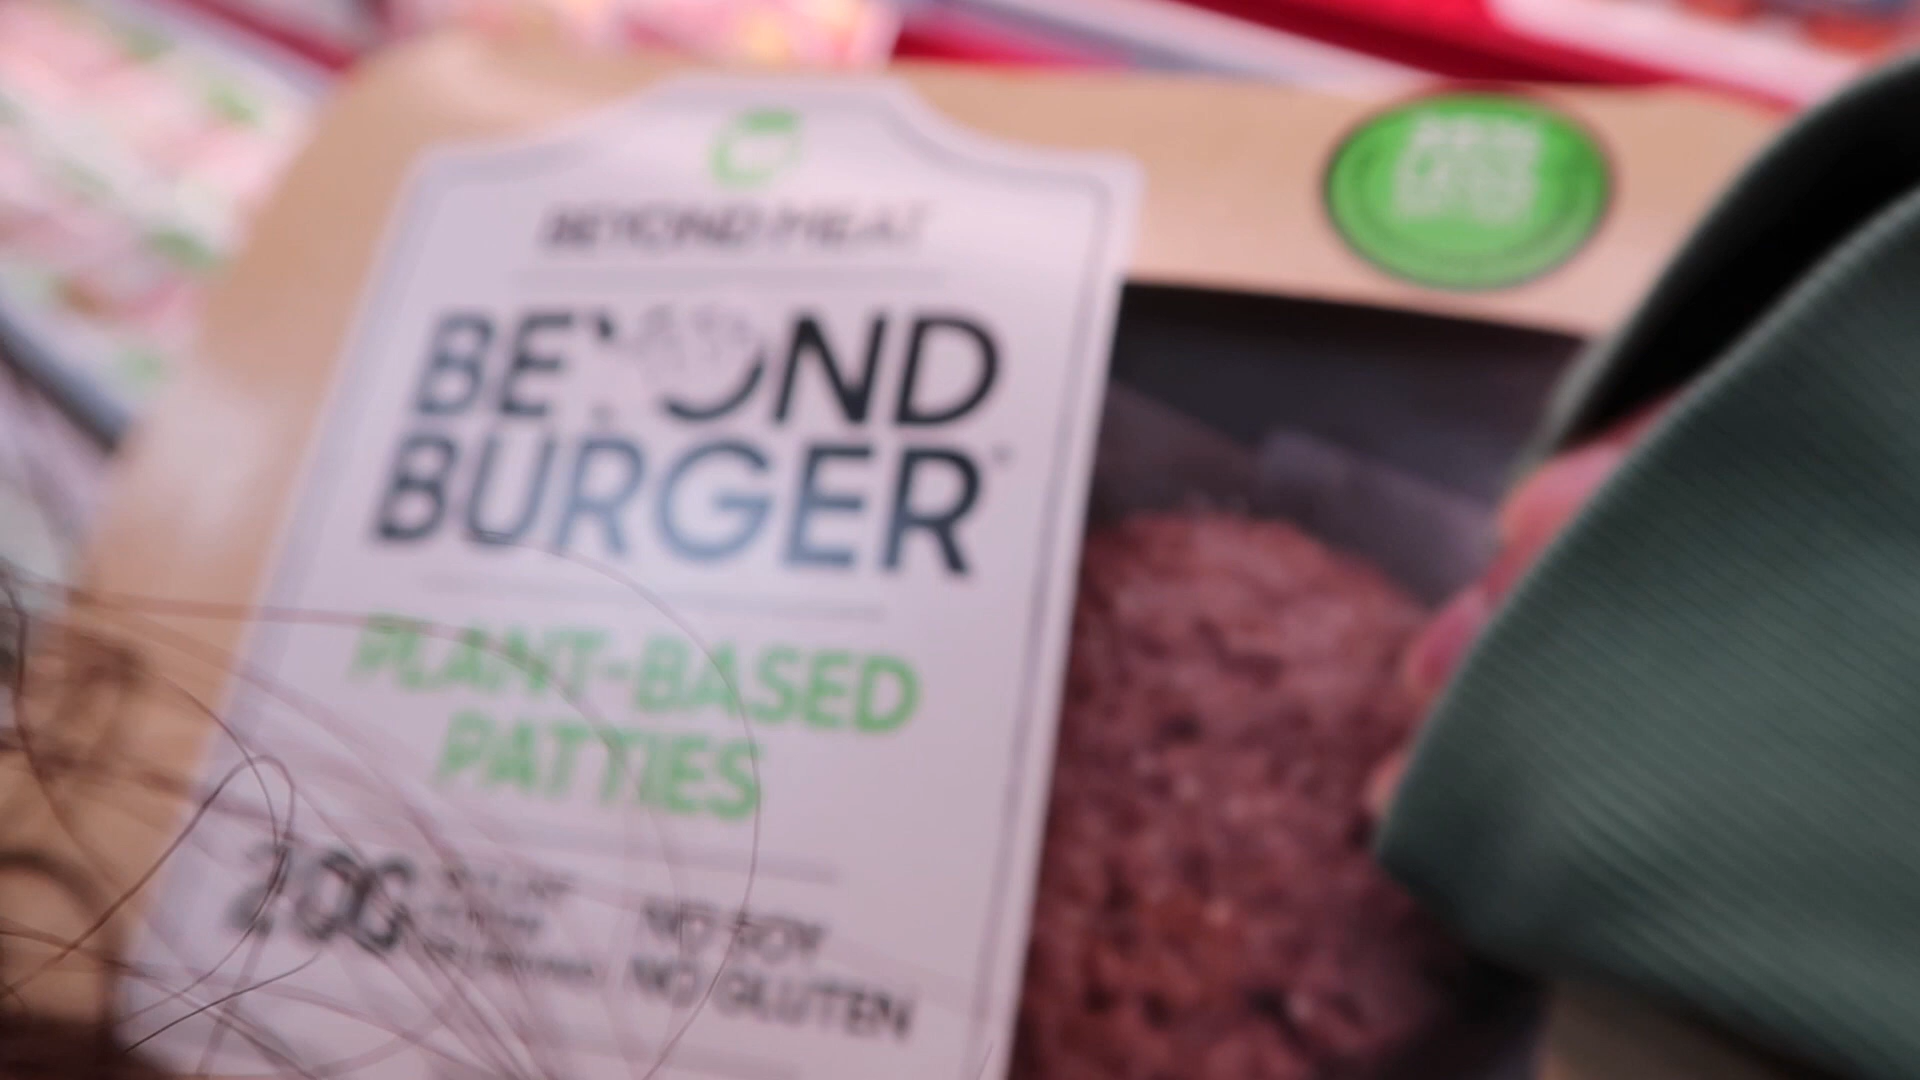 BEYOND MEAT
BEYOND
BURGER
PLANT-BASED
PATTIES
20G
NO SOY
NO GLUTEN